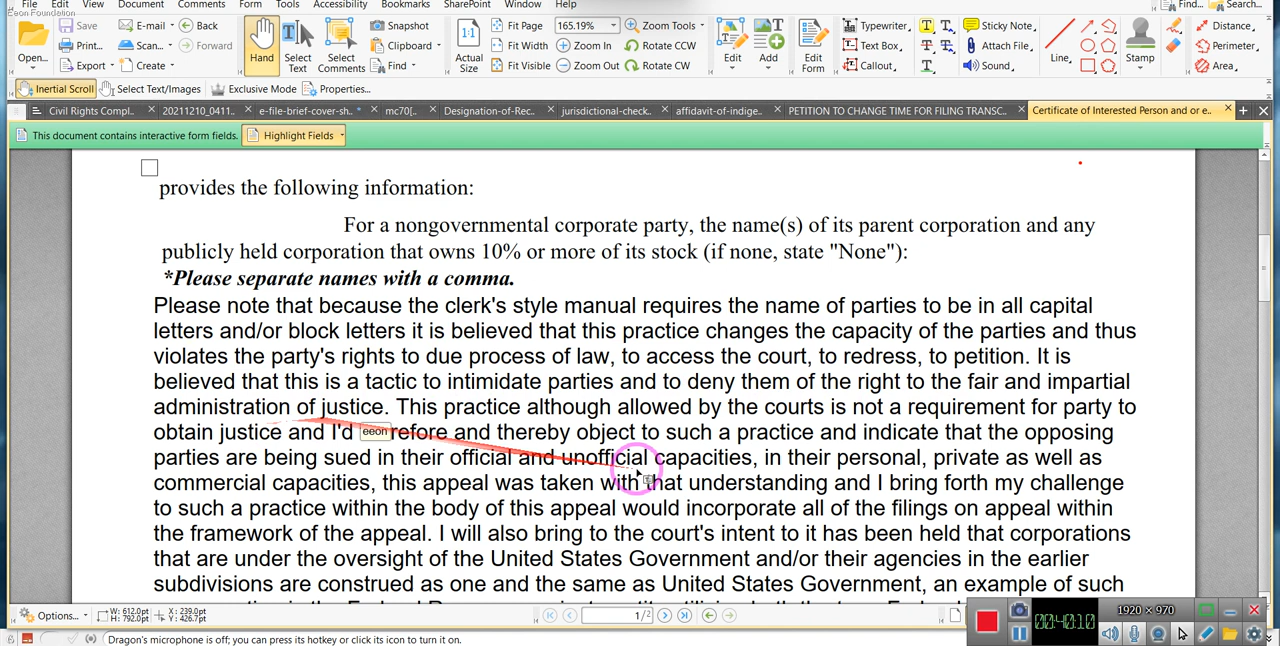 File Edit View Document Comments Form Tools Accessibility Bookmarks SharePoint Window Help Find... Search...
Eeon Foundation
Save E-mail Back Snapshot Fit Page 165.19% Zoom Tools Typewriter T T Sticky Note Distance
Open... Print... Scan... Forward Hand Select Text Select Comments Clipboard Actual Size Fit Width Zoom In Rotate CCW Edit Add Edit Form Text Box Attach File Line Stamp Perimeter
Export Create Find Fit Visible Zoom Out Rotate CW Callout Sound Area
Inertial Scroll Select Text/Images Exclusive Mode Properties...
Civil Rights Compl... 20211210_0411... e-file-brief-cover-sh... * mc70[... Designation-of-Rec... jurisdictional-check... affidavit-of-indige... PETITION TO CHANGE TIME FOR FILING TRANSC... Certificate of Interested Person and or e...
This document contains interactive form fields. Highlight Fields
provides the following information:
For a nongovernmental corporate party, the name(s) of its parent corporation and any
publicly held corporation that owns 10% or more of its stock (if none, state "None"):
*Please separate names with a comma.
Please note that because the clerk's style manual requires the name of parties to be in all capital
letters and/or block letters it is believed that this practice changes the capacity of the parties and thus
violates the party's rights to due process of law, to access the court, to redress, to petition. It is
believed that this is a tactic to intimidate parties and to deny them of the right to the fair and impartial
administration of justice. This practice although allowed by the courts is not a requirement for party to
obtain justice and I'd eeon refore and thereby object to such a practice and indicate that the opposing
parties are being sued in their official and unofficial capacities, in their personal, private as well as
commercial capacities, this appeal was taken with that understanding and I bring forth my challenge
to such a practice within the body of this appeal would incorporate all of the filings on appeal within
the framework of the appeal. I will also bring to the court's intent to it has been held that corporations
that are under the oversight of the United States Government and/or their agencies in the earlier
subdivisions are construed as one and the same as United States Government, an example of such
Options... W: 612.0pt H: 792.0pt X: 239.0pt Y: 426.7pt 1/2
00:40:10 1920 × 970
Dragon's microphone is off; you can press its hotkey or click its icon to turn it on.